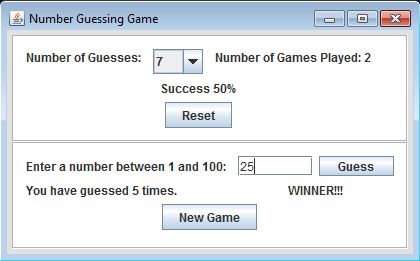 Number Guessing Game
Number of Guesses: 7 Number of Games Played: 2
Success 50%
Reset
Enter a number between 1 and 100: 25 Guess
You have guessed 5 times. WINNER!!!
New Game